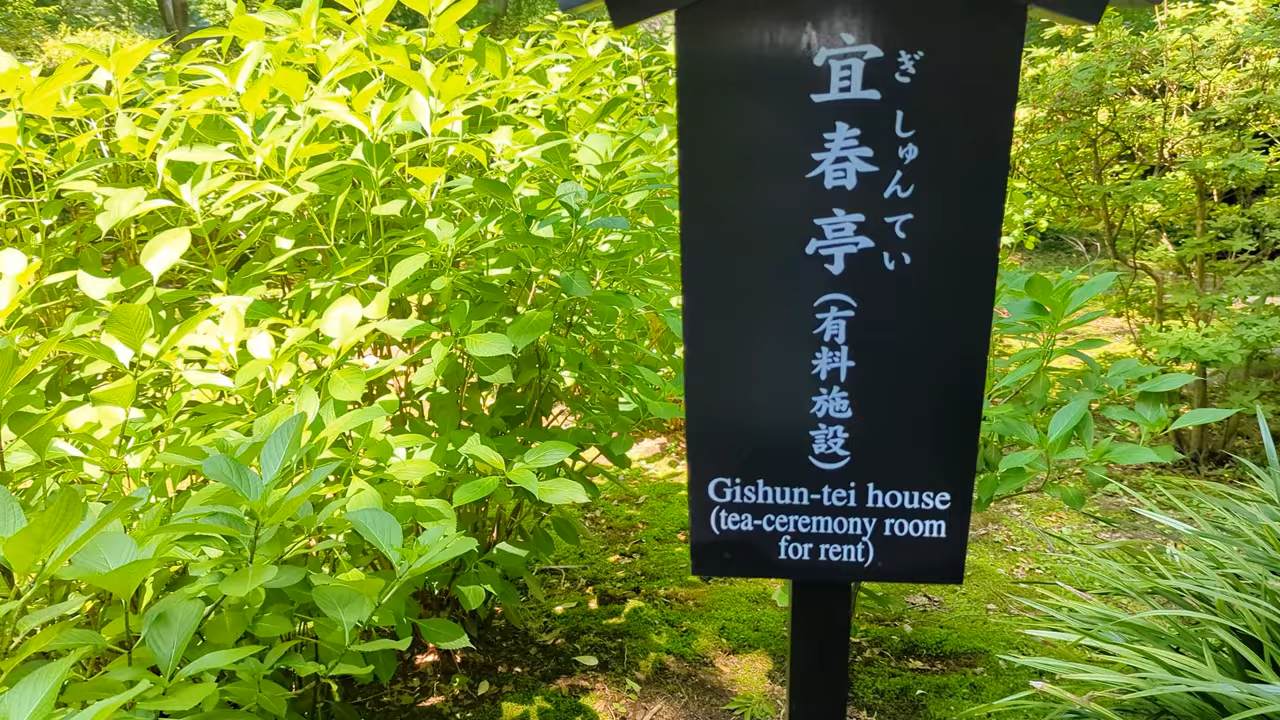 宜春亭
ぎしゅんてい
(有料施設)
Gishun-tei house
(tea-ceremony room
for rent)